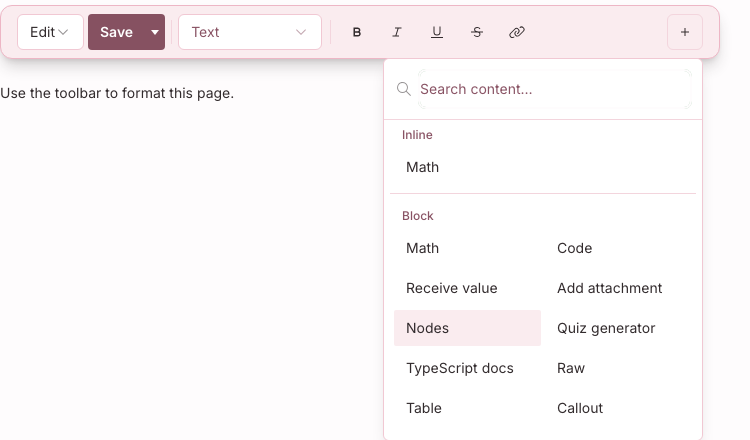 Edit Save Text B I U S +
Use the toolbar to format this page.
Search content...
Inline
Math
Block
Math Code
Receive value Add attachment
Nodes Quiz generator
TypeScript docs Raw
Table Callout